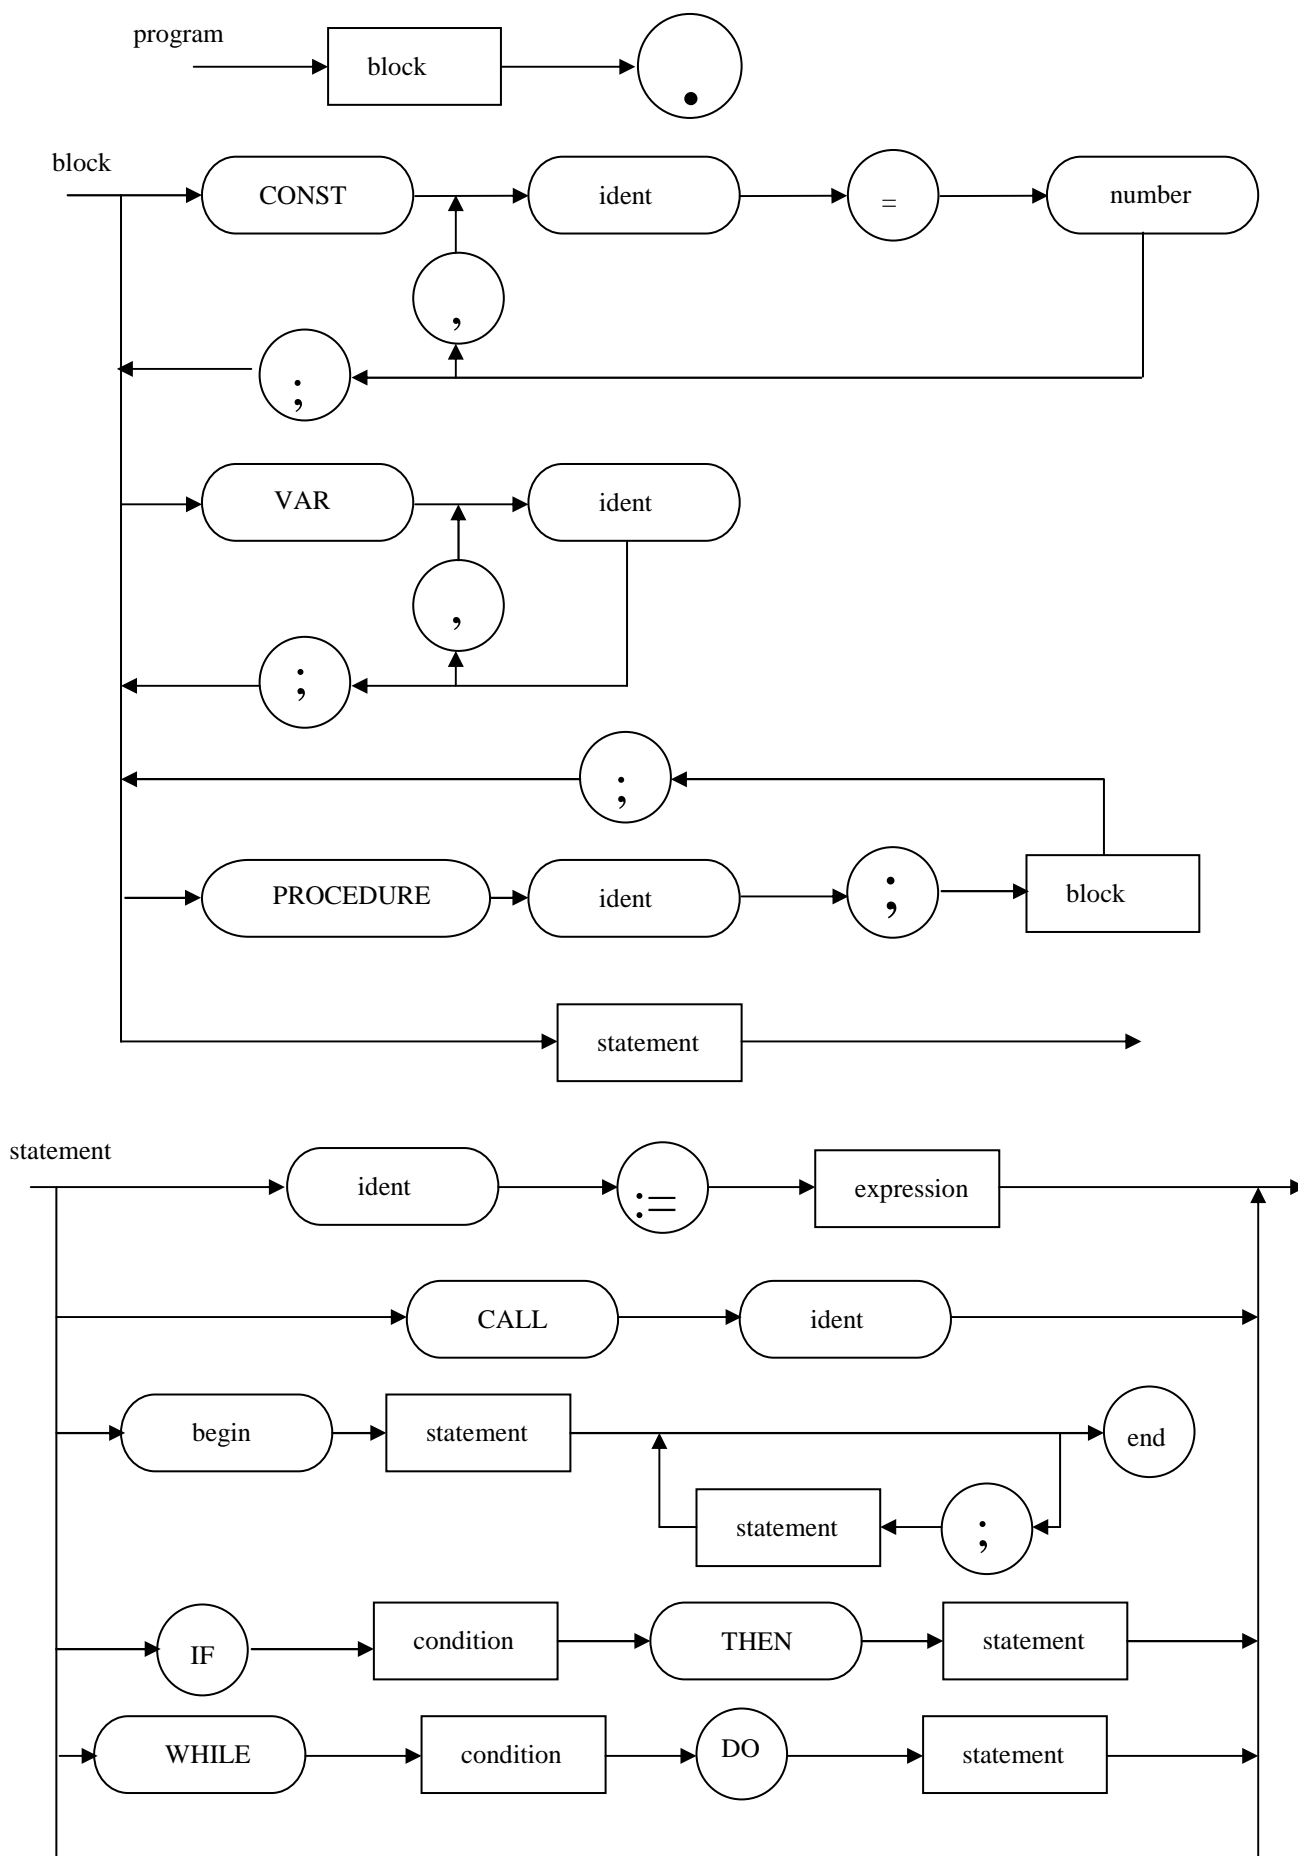 program
block .
block
CONST ident = number
,
;
VAR ident
,
;
;
PROCEDURE ident ; block
statement
statement
ident := expression
CALL ident
begin statement end
statement ;
IF condition THEN statement
WHILE condition DO statement